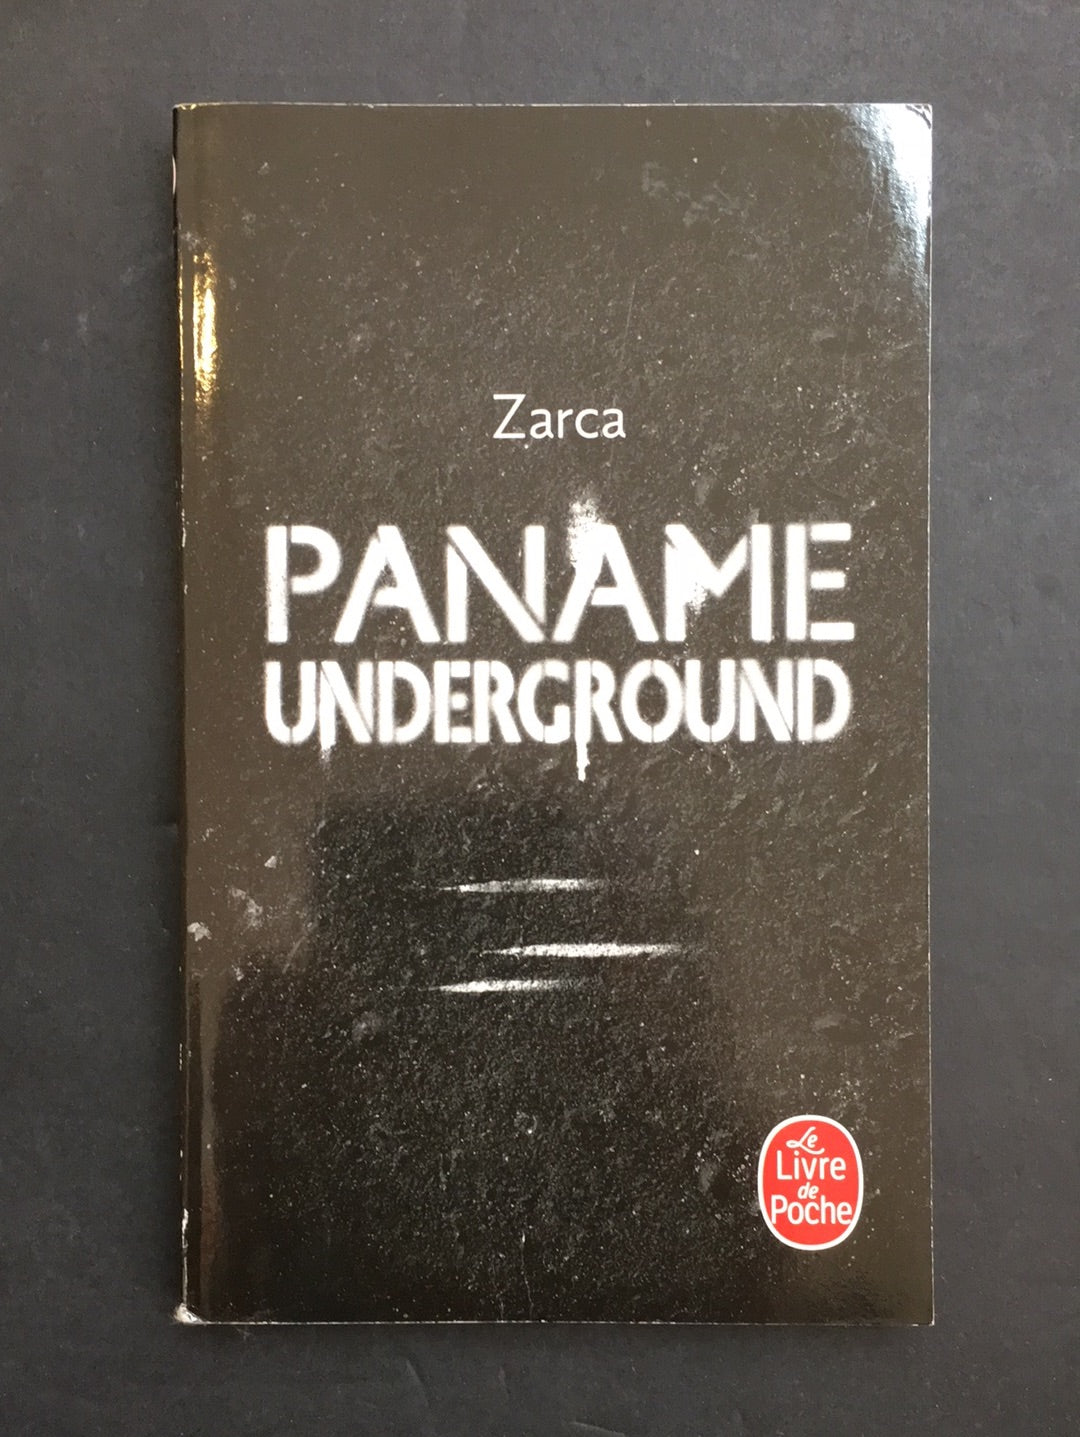 Zarca
PANAME
UNDERGROUND
Le
Livre
de
Poche